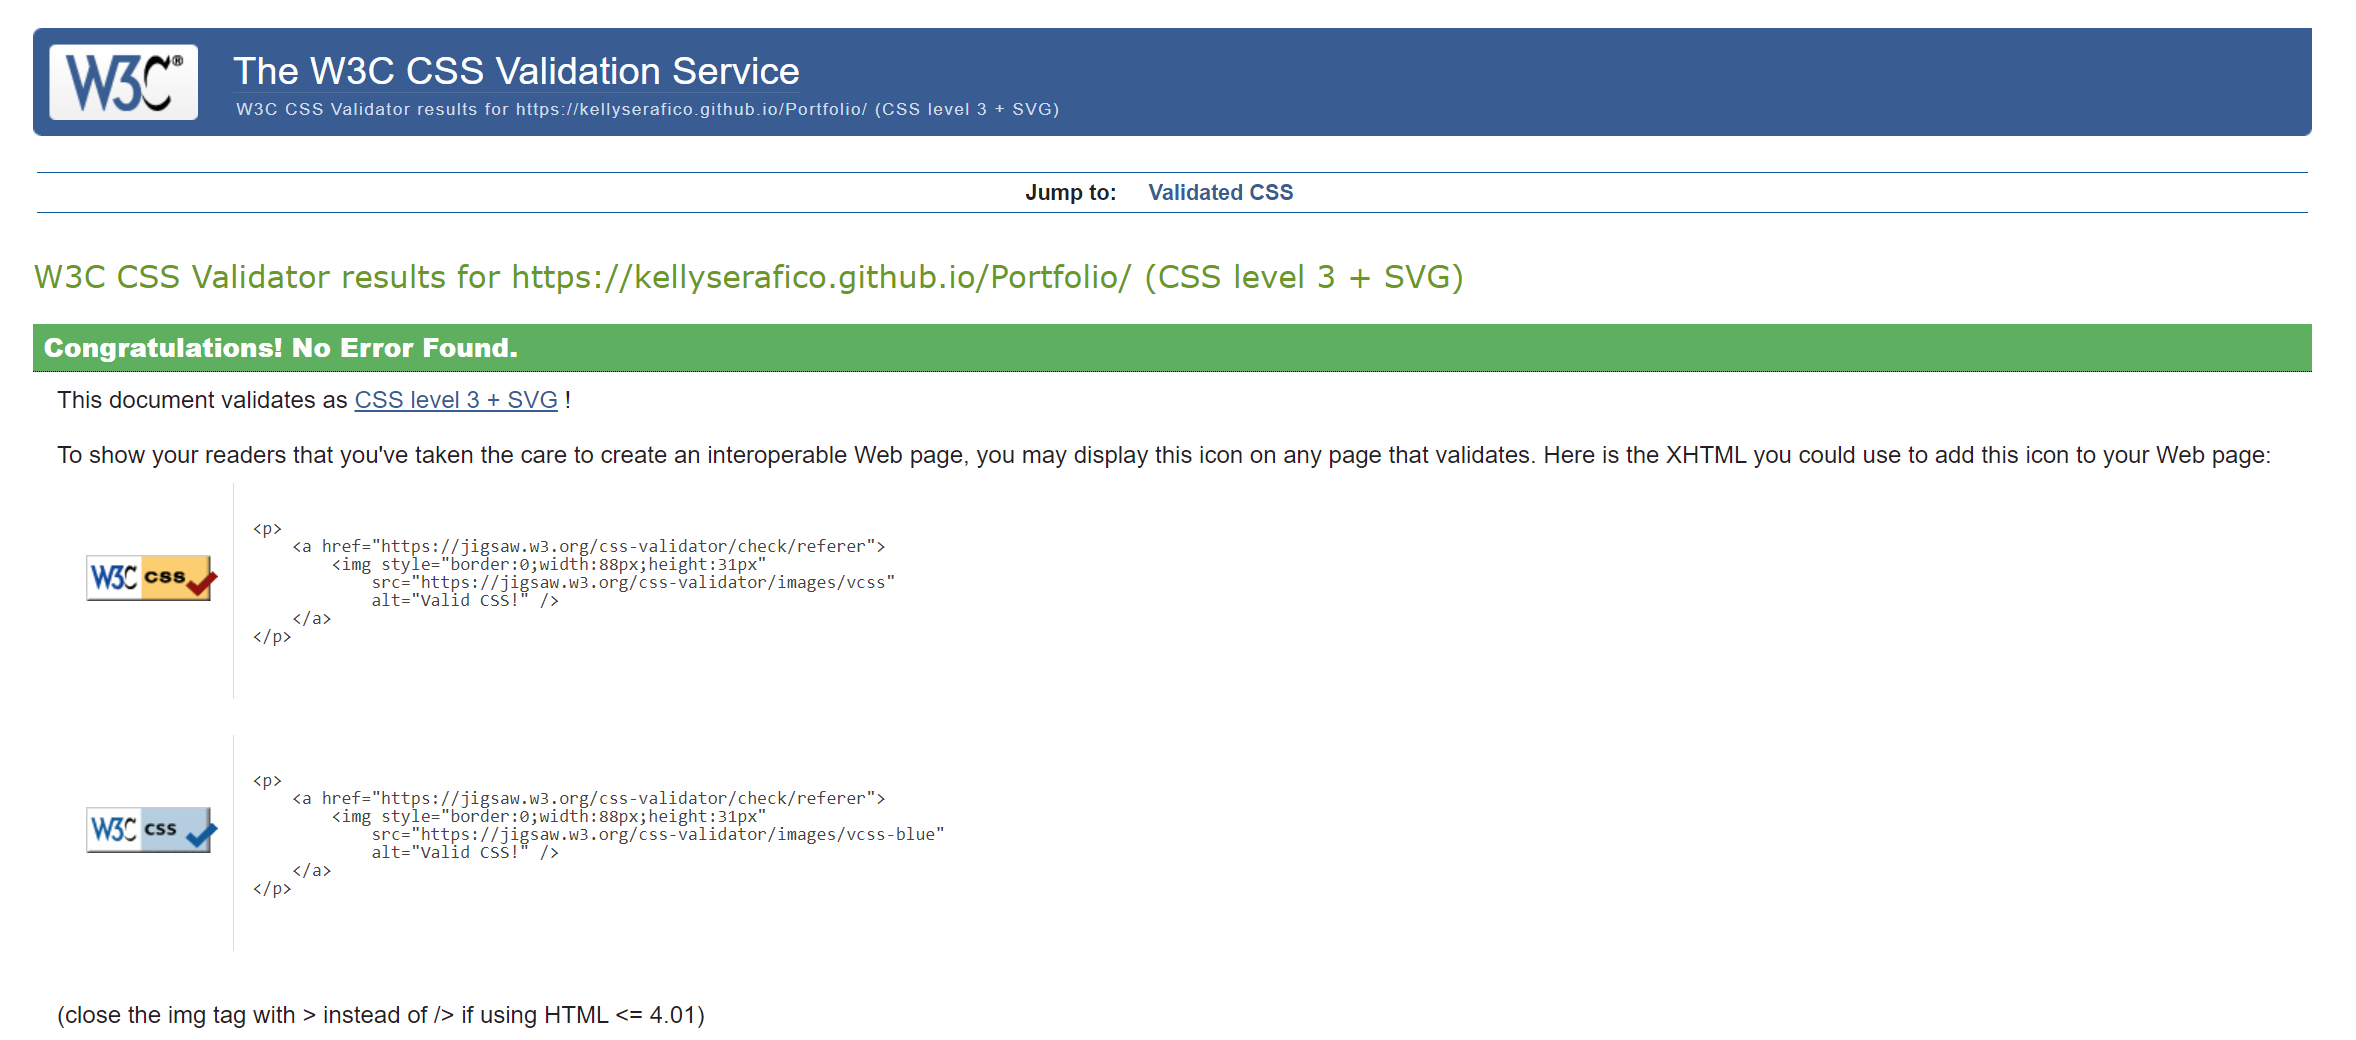 W3C®
The W3C CSS Validation Service
W3C CSS Validator results for https://kellyserafico.github.io/Portfolio/ (CSS level 3 + SVG)
Jump to: Validated CSS
W3C CSS Validator results for https://kellyserafico.github.io/Portfolio/ (CSS level 3 + SVG)
Congratulations! No Error Found.
This document validates as CSS level 3 + SVG !
To show your readers that you've taken the care to create an interoperable Web page, you may display this icon on any page that validates. Here is the XHTML you could use to add this icon to your Web page:
W3C css
<p>
    <a href="https://jigsaw.w3.org/css-validator/check/referer">
        <img style="border:0;width:88px;height:31px"
            src="https://jigsaw.w3.org/css-validator/images/vcss"
            alt="Valid CSS!" />
    </a>
</p>
W3C css
<p>
    <a href="https://jigsaw.w3.org/css-validator/check/referer">
        <img style="border:0;width:88px;height:31px"
            src="https://jigsaw.w3.org/css-validator/images/vcss-blue"
            alt="Valid CSS!" />
    </a>
</p>
(close the img tag with > instead of /> if using HTML <= 4.01)